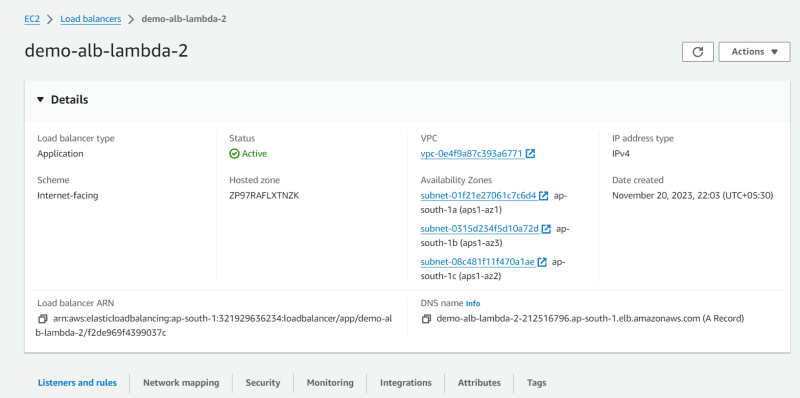 EC2 > Load balancers > demo-alb-lambda-2
demo-alb-lambda-2
Actions
Details
Load balancer type
Application
Status
Active
VPC
vpc-0e4f9a87c393a6771
IP address type
IPv4
Scheme
Internet-facing
Hosted zone
ZP97RAFLXTNZK
Availability Zones
subnet-01f21e27061c7c6d4 ap-
south-1a (aps1-az1)
subnet-0315d234f5d10a72d ap-
south-1b (aps1-az3)
subnet-08c481f11f470a1ae ap-
south-1c (aps1-az2)
Date created
November 20, 2023, 22:03 (UTC+05:30)
Load balancer ARN
arn:aws:elasticloadbalancing:ap-south-1:321929636234:loadbalancer/app/demo-al
b-lambda-2/f2de969f4399037c
DNS name Info
demo-alb-lambda-2-212516796.ap-south-1.elb.amazonaws.com (A Record)
Listeners and rules
Network mapping
Security
Monitoring
Integrations
Attributes
Tags